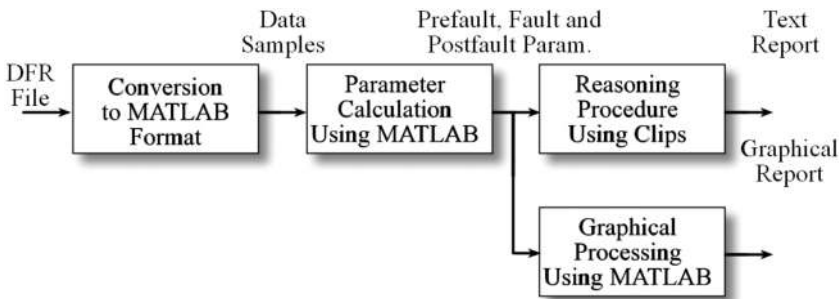 DFR
File
Conversion
to MATLAB
Format
Data
Samples
Parameter
Calculation
Using MATLAB
Prefault, Fault and
Postfault Param.
Reasoning
Procedure
Using Clips
Text
Report
Graphical
Processing
Using MATLAB
Graphical
Report